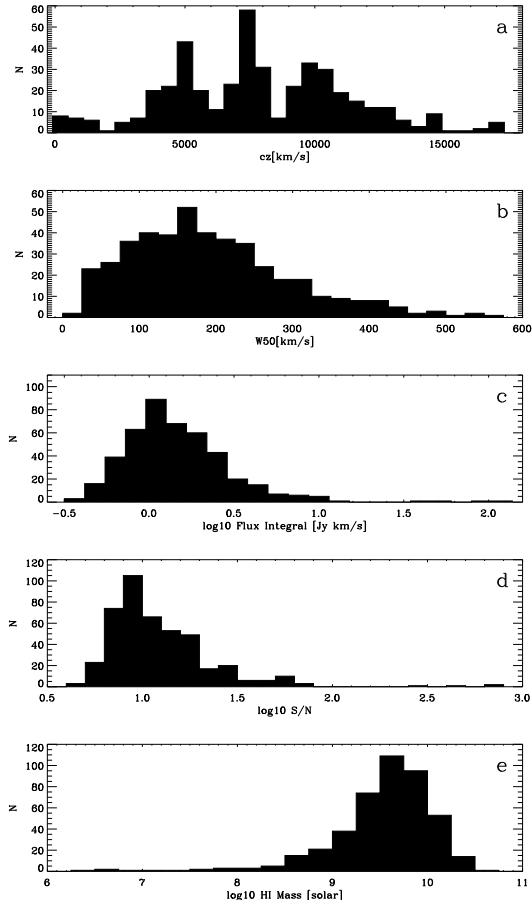 60
50
40
30
20
10
0
N
a
5000 10000 15000
cz[km/s]
60
50
40
30
20
10
0
N
b
0 100 200 300 400 500 600
W50[km/s]
100
80
60
40
20
0
N
c
-0.5 0.0 0.5 1.0 1.5 2.0
log10 Flux Integral [Jy km/s]
120
100
80
60
40
20
0
N
d
0.5 1.0 1.5 2.0 2.5 3.0
log10 S/N
120
100
80
60
40
20
0
N
e
6 7 8 9 10 11
log10 HI Mass [solar]